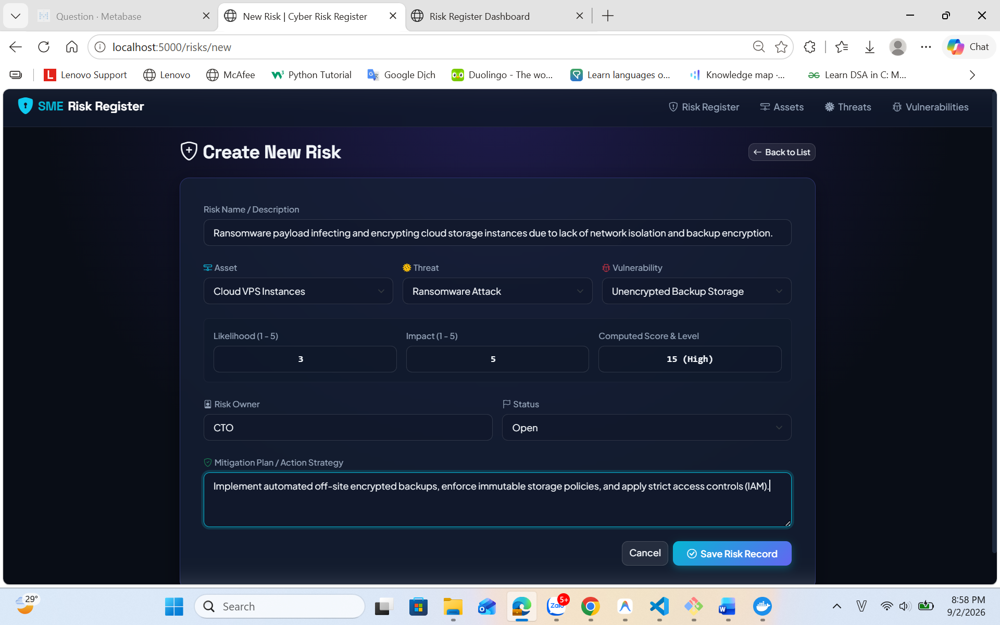 Question · Metabase
New Risk | Cyber Risk Register
Risk Register Dashboard
localhost:5000/risks/new
Chat
Lenovo Support
Lenovo
McAfee
Python Tutorial
Google Dịch
Duolingo - The wo...
Learn languages o...
Knowledge map ·...
Learn DSA in C: M...
SME Risk Register
Risk Register
Assets
Threats
Vulnerabilities
Create New Risk
Back to List
Risk Name / Description
Ransomware payload infecting and encrypting cloud storage instances due to lack of network isolation and backup encryption.
Asset
Threat
Vulnerability
Cloud VPS Instances
Ransomware Attack
Unencrypted Backup Storage
Likelihood (1 - 5)
Impact (1 - 5)
Computed Score & Level
3
5
15 (High)
Risk Owner
Status
CTO
Open
Mitigation Plan / Action Strategy
Implement automated off-site encrypted backups, enforce immutable storage policies, and apply strict access controls (IAM).
Cancel
Save Risk Record
29°
Search
Zalo
5+
V
8:58 PM
9/2/2026